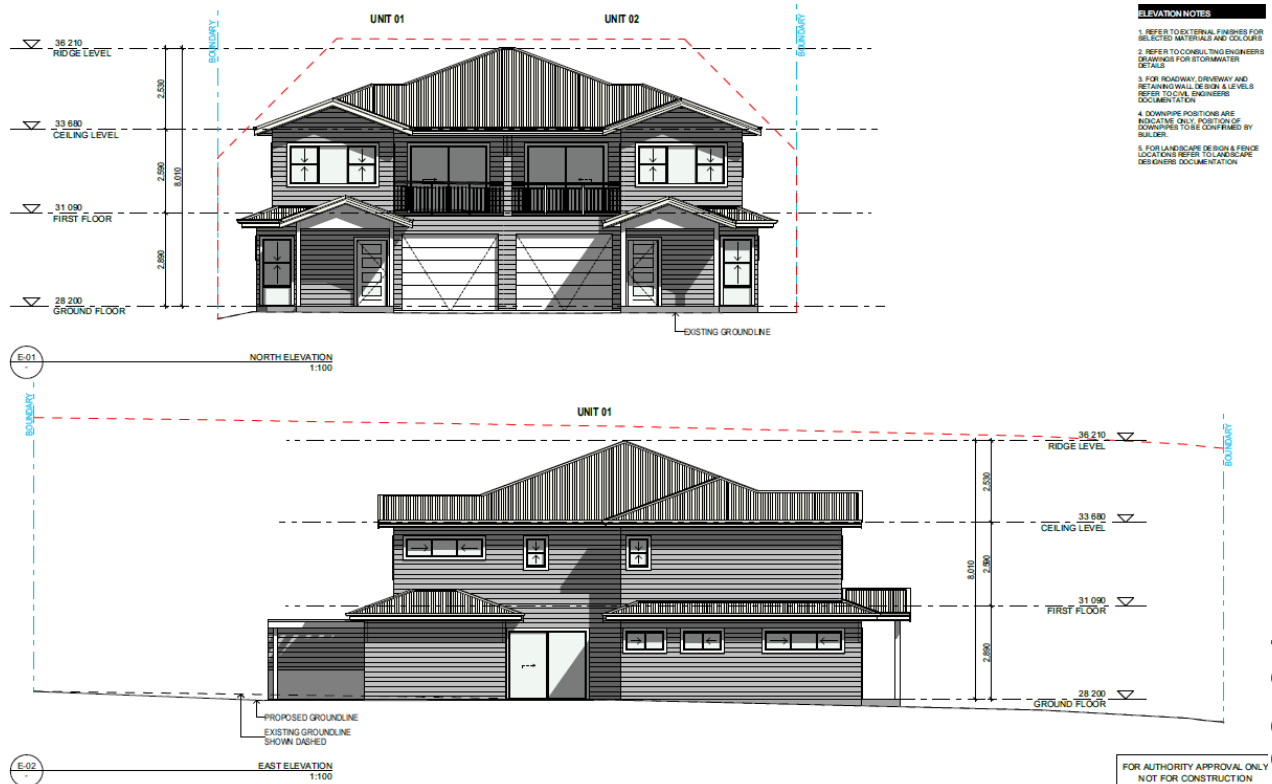 UNIT 01
UNIT 02
BOUNDARY
BOUNDARY
36 210
RIDGE LEVEL
33 680
CEILING LEVEL
31 090
FIRST FLOOR
28 200
GROUND FLOOR
2,530
2,590
2,890
8,010
EXISTING GROUNDLINE
E-01
-
NORTH ELEVATION
1:100
ELEVATION NOTES
1. REFER TO EXTERNAL FINISHES FOR
SELECTED MATERIALS AND COLOURS
2. REFER TO CONSULTING ENGINEERS
DRAWINGS FOR STORMWATER
DETAILS
3. FOR ROADWAY, DRIVEWAY AND
RETAINING WALL DESIGN & LEVELS
REFER TO CIVIL ENGINEERS
DOCUMENTATION
4. DOWNPIPE POSITIONS ARE
INDICATIVE ONLY, POSITION OF
DOWNPIPES TO BE CONFIRMED BY
BUILDER.
5. FOR LANDSCAPE DESIGN & FENCE
LOCATIONS REFER TO LANDSCAPE
DESIGNERS DOCUMENTATION
BOUNDARY
UNIT 01
BOUNDARY
36 210
RIDGE LEVEL
33 680
CEILING LEVEL
31 090
FIRST FLOOR
28 200
GROUND FLOOR
2,530
2,590
2,890
8,010
PROPOSED GROUNDLINE
EXISTING GROUNDLINE
SHOWN DASHED
E-02
-
EAST ELEVATION
1:100
FOR AUTHORITY APPROVAL ONLY
NOT FOR CONSTRUCTION